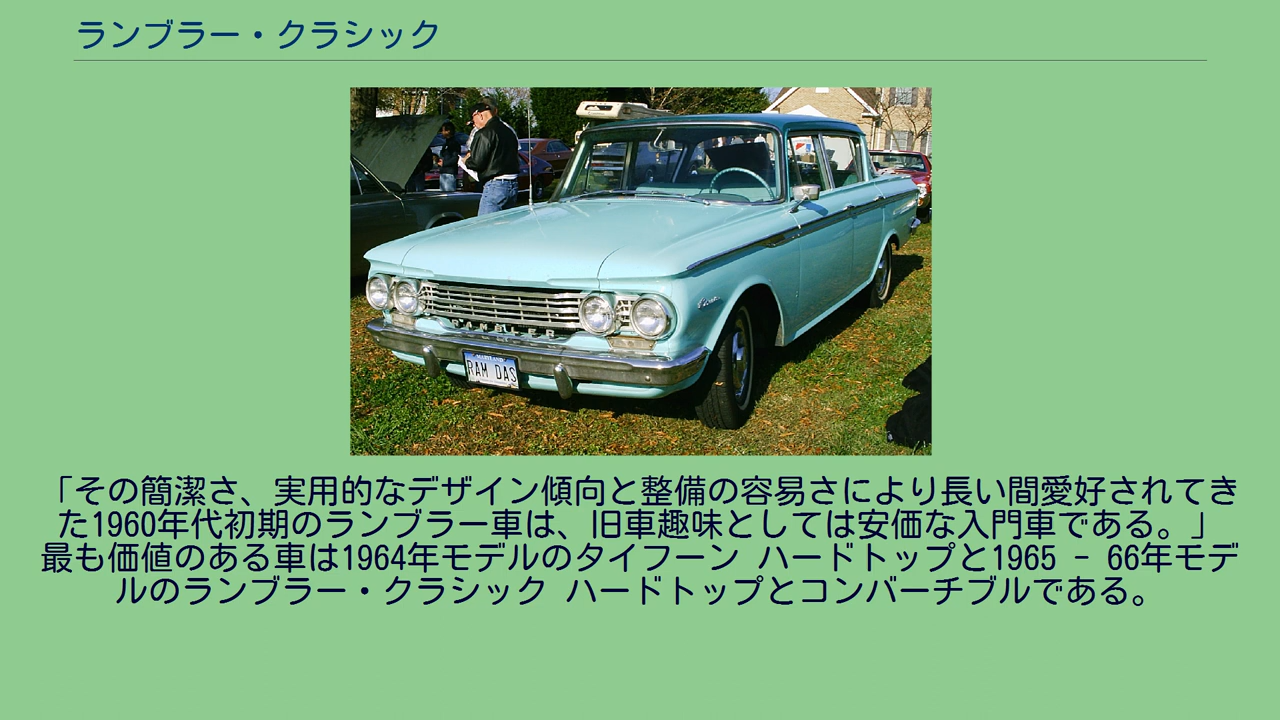 ランブラー・クラシック
RAMBLER
MARYLAND
RAM DAS
「その簡潔さ、実用的なデザイン傾向と整備の容易さにより長い間愛好されてき
た1960年代初期のランブラー車は、旧車趣味としては安価な入門車である。」
最も価値のある車は1964年モデルのタイフーン ハードトップと1965 - 66年モデ
ルのランブラー・クラシック ハードトップとコンバーチブルである。